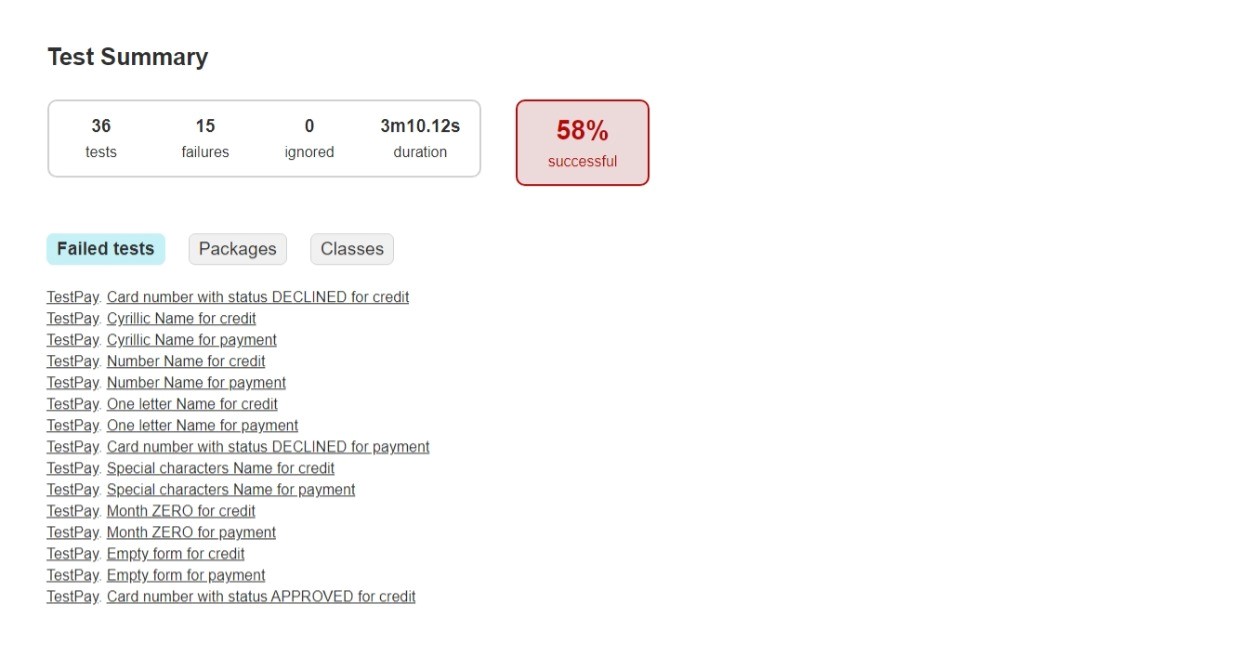 Test Summary
36 15 0 3m10.12s
tests failures ignored duration
58%
successful
Failed tests Packages Classes
TestPay. Card number with status DECLINED for credit
TestPay. Cyrillic Name for credit
TestPay. Cyrillic Name for payment
TestPay. Number Name for credit
TestPay. Number Name for payment
TestPay. One letter Name for credit
TestPay. One letter Name for payment
TestPay. Card number with status DECLINED for payment
TestPay. Special characters Name for credit
TestPay. Special characters Name for payment
TestPay. Month ZERO for credit
TestPay. Month ZERO for payment
TestPay. Empty form for credit
TestPay. Empty form for payment
TestPay. Card number with status APPROVED for credit